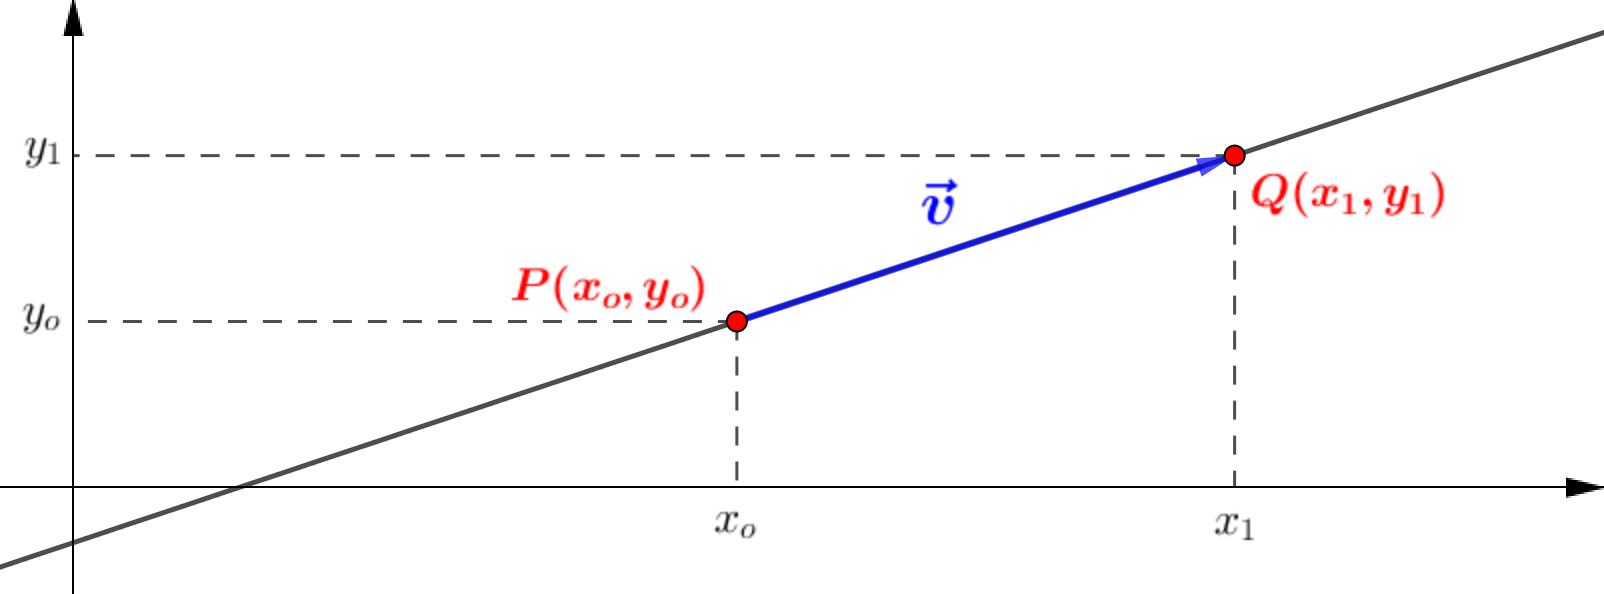 y₁
v⃗
Q(x₁, y₁)
P(xₒ, yₒ)
yₒ
xₒ
x₁